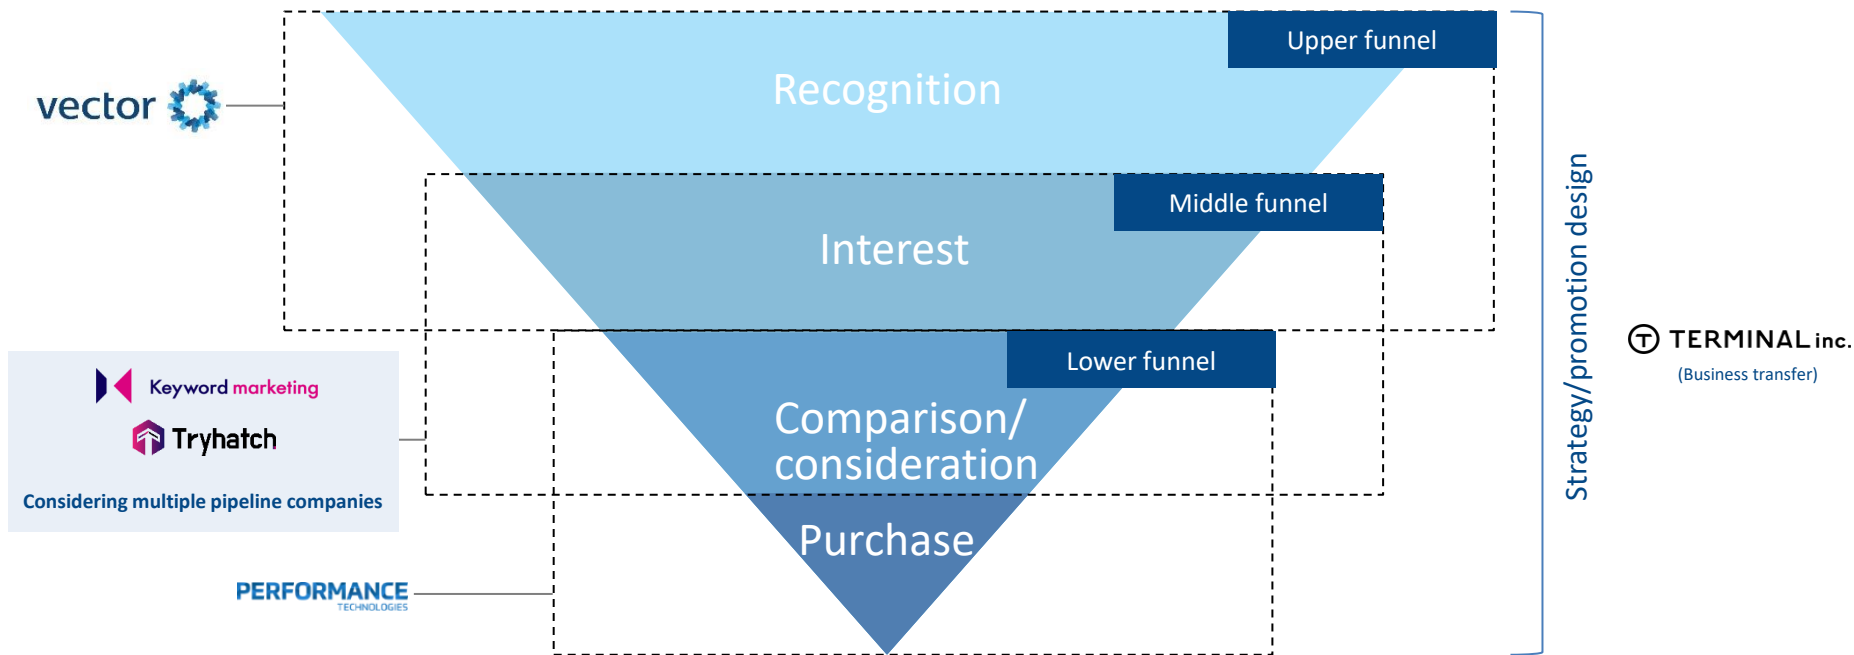 Upper funnel
Recognition
vector
Middle funnel
Interest
Lower funnel
Keyword marketing
Tryhatch
Considering multiple pipeline companies
Comparison/
consideration
Purchase
PERFORMANCE
TECHNOLOGIES
Strategy/promotion design
TERMINAL inc.
(Business transfer)